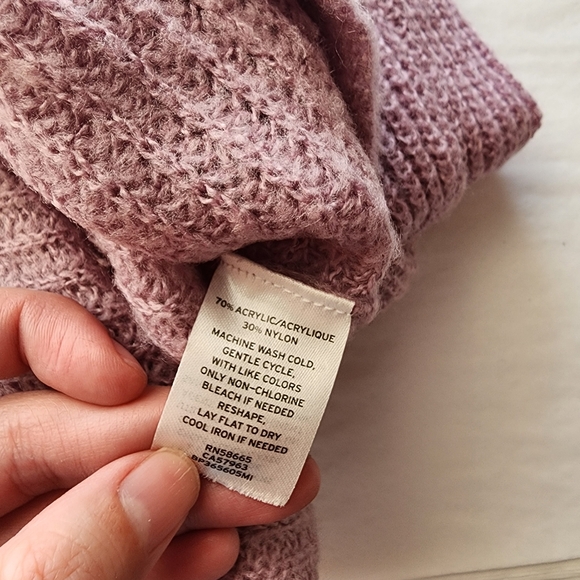 70% ACRYLIC/ACRYLIQUE
30% NYLON
MACHINE WASH COLD,
GENTLE CYCLE,
WITH LIKE COLORS
ONLY NON-CHLORINE
BLEACH IF NEEDED
RESHAPE,
LAY FLAT TO DRY
COOL IRON IF NEEDED
RN58665
CA57963
BP365605MI